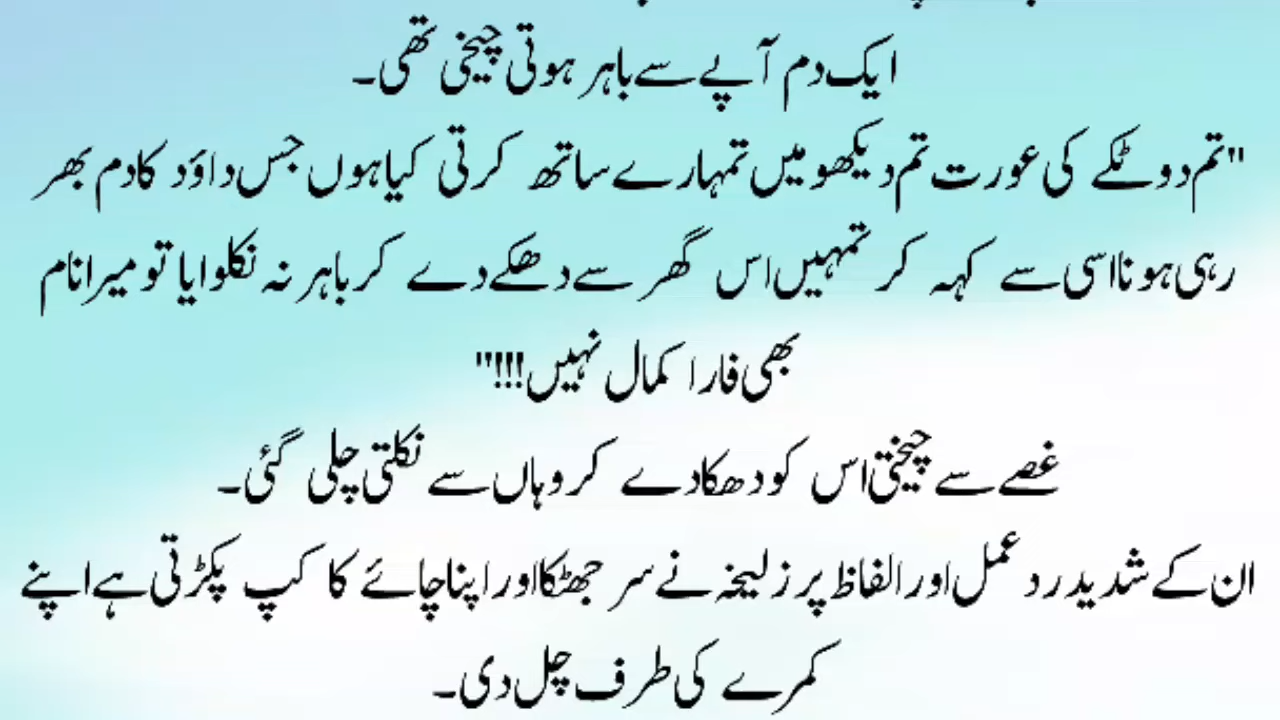 ایک دم آپے سے باہر ہوتی چیخی تھی۔
"تم دو ٹکے کی عورت تم دیکھو میں تمہارے ساتھ کرتی کیا ہوں جس داؤد کا دم بھر
رہی ہو نا اسی سے کہہ کر تمہیں اس گھر سے دھکے دے کر باہر نہ نکلوایا تو میرا نام
بھی فارا کمال نہیں!!!"
غصے سے چیختی اس کو دھکا دے کر وہاں سے نکلتی چلی گئی۔
ان کے شدید رد عمل اور الفاظ پر زلیخہ نے سر جھٹکا اور اپنا چائے کا کپ پکڑتی ہے اپنے
کمرے کی طرف چل دی۔